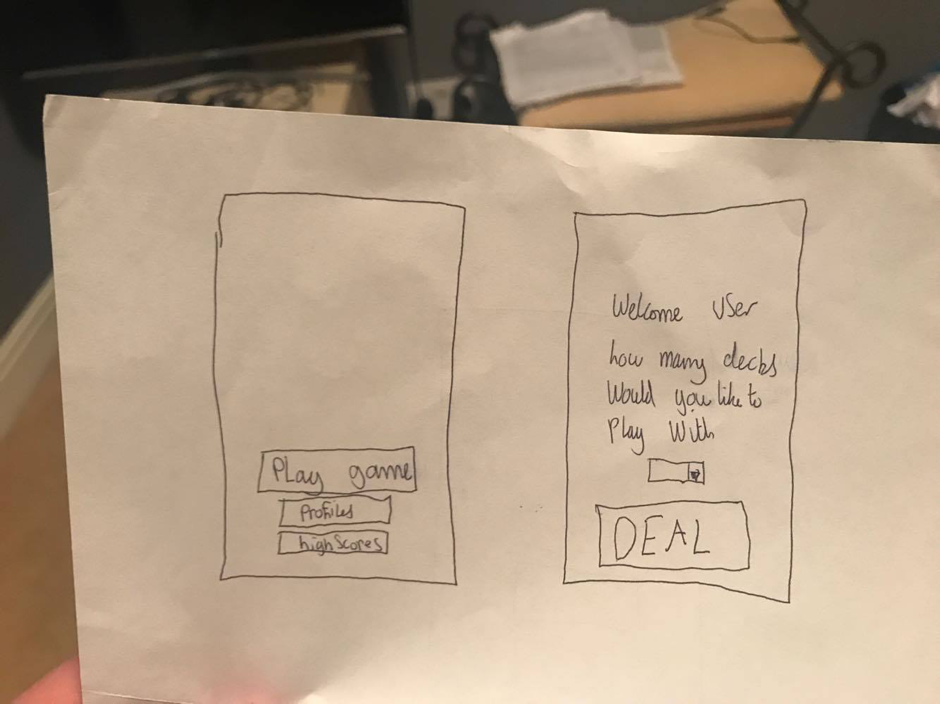 PLay game
Profiles
highScores
Welcome User
how many decks
Would you like to
Play With
DEAL